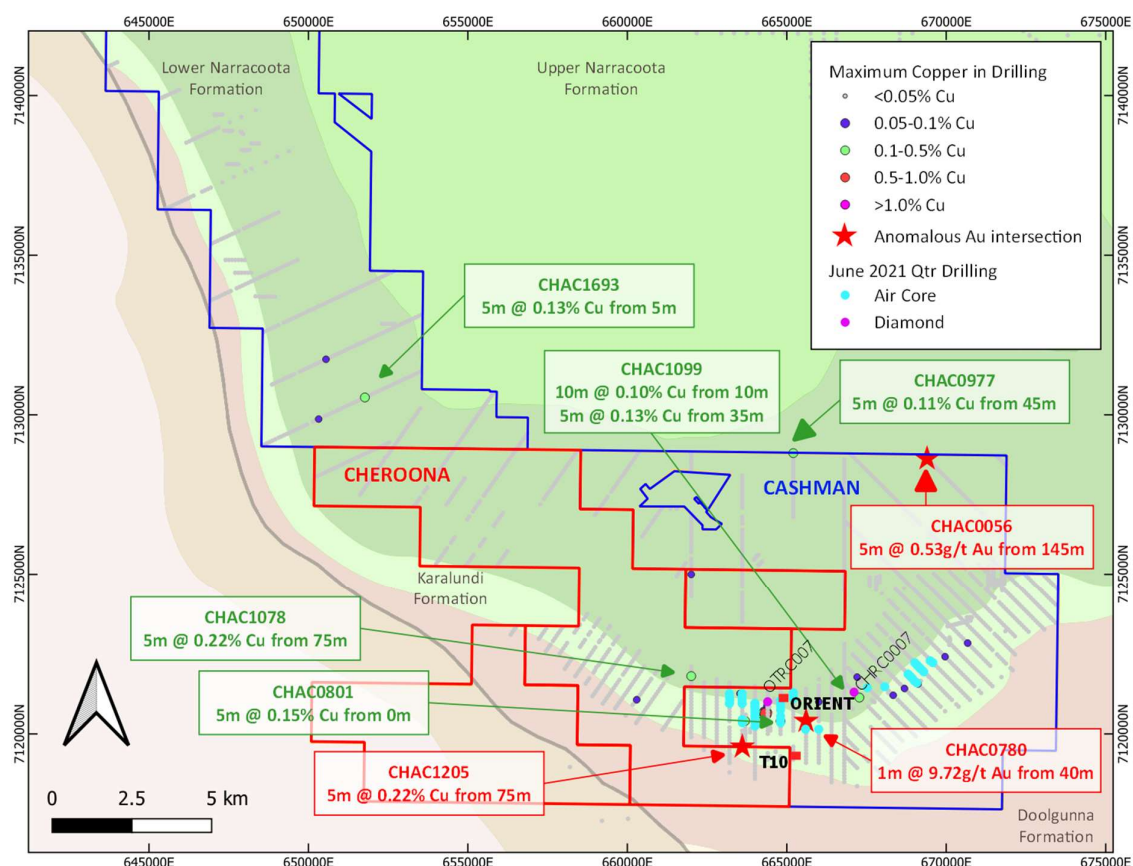 645000E 650000E 655000E 660000E 665000E 670000E 675000E
7140000N
7135000N
7130000N
7125000N
7120000N
7140000N
7135000N
7130000N
7125000N
7120000N
Lower Narracoota
Formation
Upper Narracoota
Formation
Maximum Copper in Drilling
<0.05% Cu
0.05-0.1% Cu
0.1-0.5% Cu
0.5-1.0% Cu
>1.0% Cu
Anomalous Au intersection
June 2021 Qtr Drilling
Air Core
Diamond
CHAC1693
5m @ 0.13% Cu from 5m
CHAC1099
10m @ 0.10% Cu from 10m
5m @ 0.13% Cu from 35m
CHAC0977
5m @ 0.11% Cu from 45m
CHEROONA
CASHMAN
CHAC0056
5m @ 0.53g/t Au from 145m
Karalundi
Formation
CHAC1078
5m @ 0.22% Cu from 75m
OTRC007
CHRC0007
CHAC0801
5m @ 0.15% Cu from 0m
ORIENT
T10
CHAC1205
5m @ 0.22% Cu from 75m
CHAC0780
1m @ 9.72g/t Au from 40m
0 2.5 5 km
Doolgunna
Formation
645000E 650000E 655000E 660000E 665000E 670000E 675000E